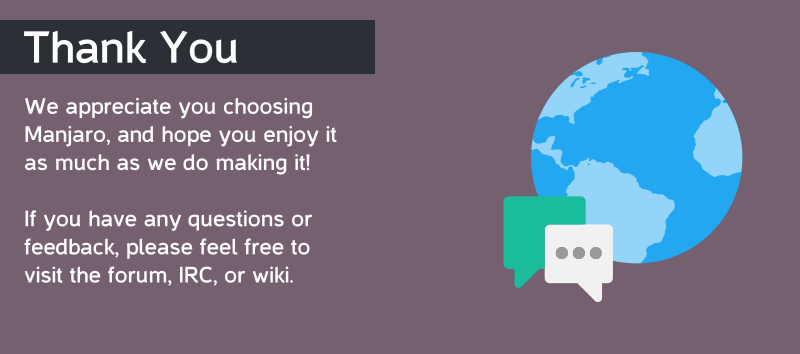 Thank You
We appreciate you choosing
Manjaro, and hope you enjoy it
as much as we do making it!
If you have any questions or
feedback, please feel free to
visit the forum, IRC, or wiki.